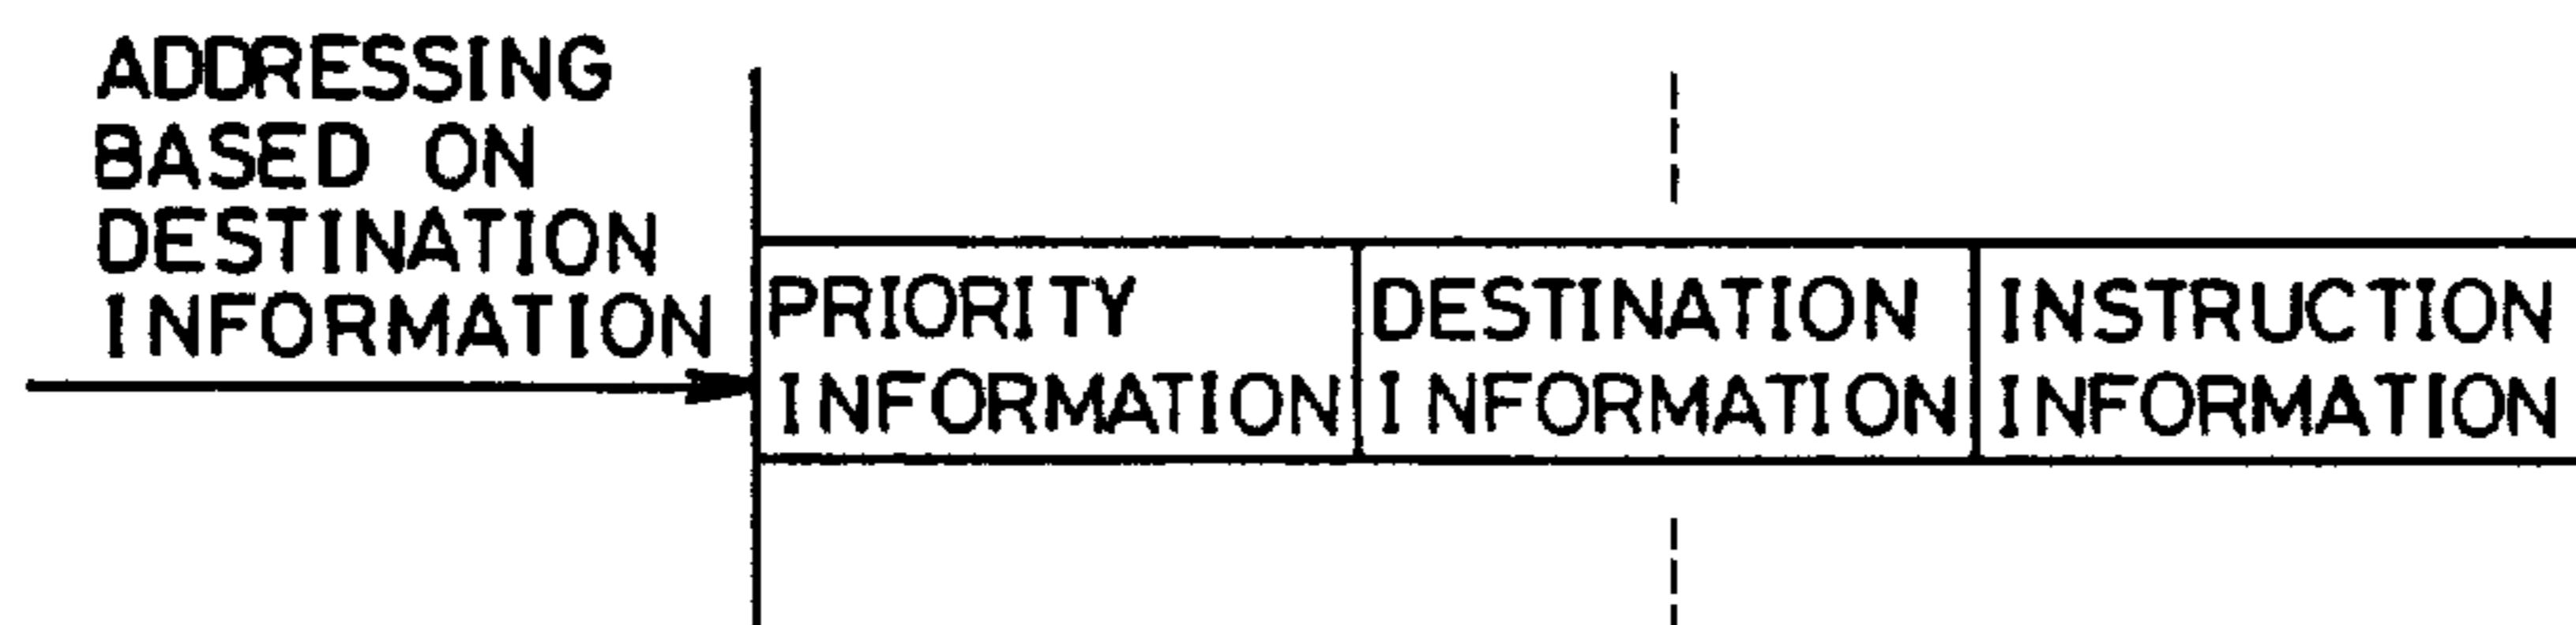 ADDRESSING
BASED ON
DESTINATION
INFORMATION
PRIORITY
INFORMATION
DESTINATION
INFORMATION
INSTRUCTION
INFORMATION